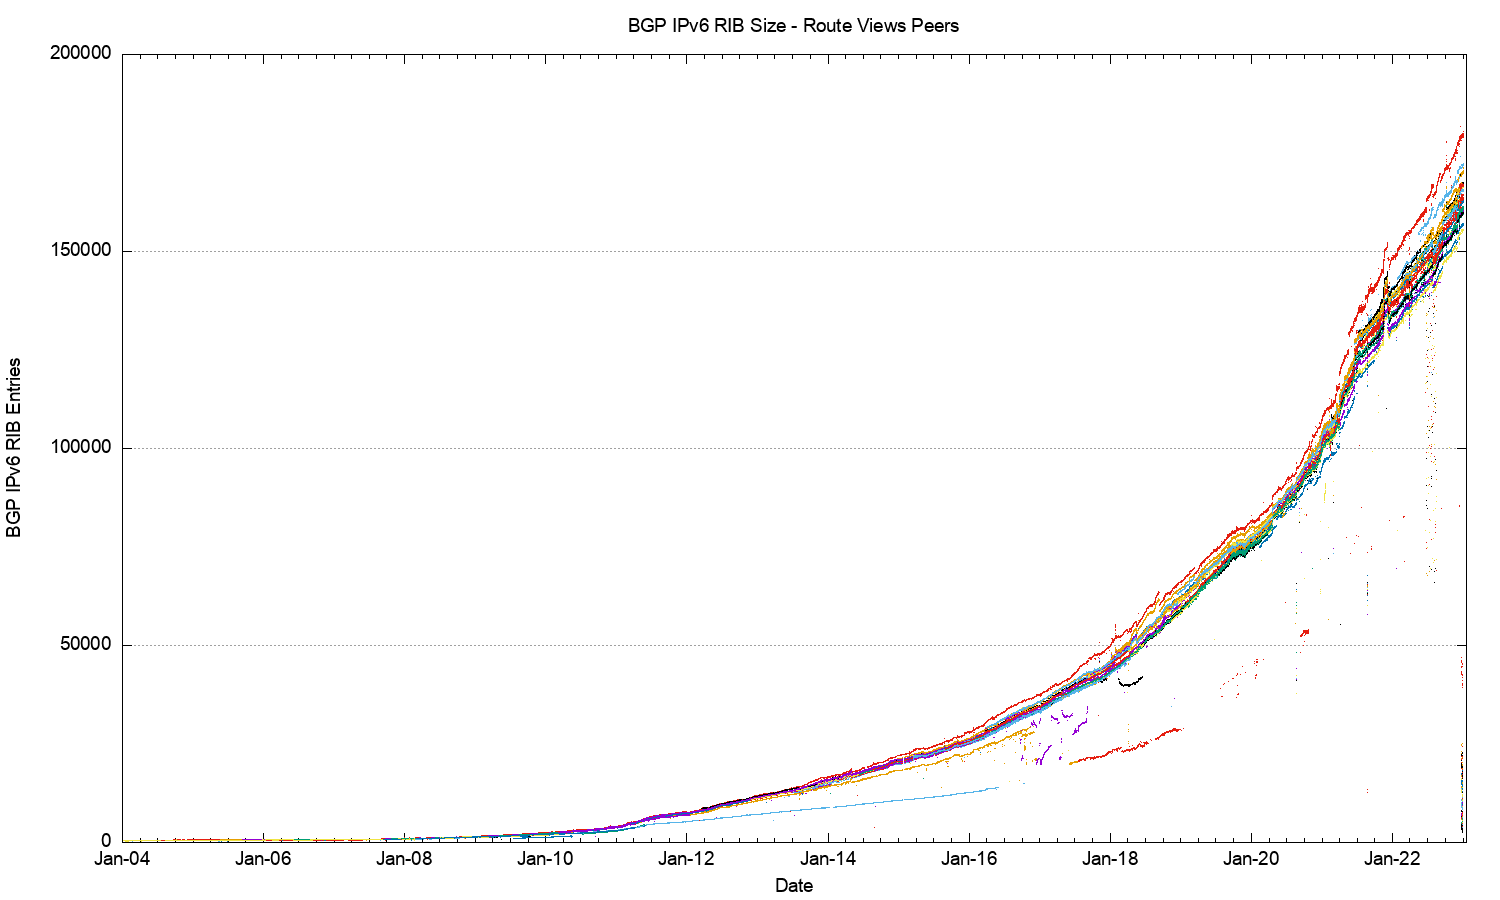 BGP IPv6 RIB Size - Route Views Peers
200000
150000
100000
50000
0
BGP IPv6 RIB Entries
Jan-04 Jan-06 Jan-08 Jan-10 Jan-12 Jan-14 Jan-16 Jan-18 Jan-20 Jan-22
Date